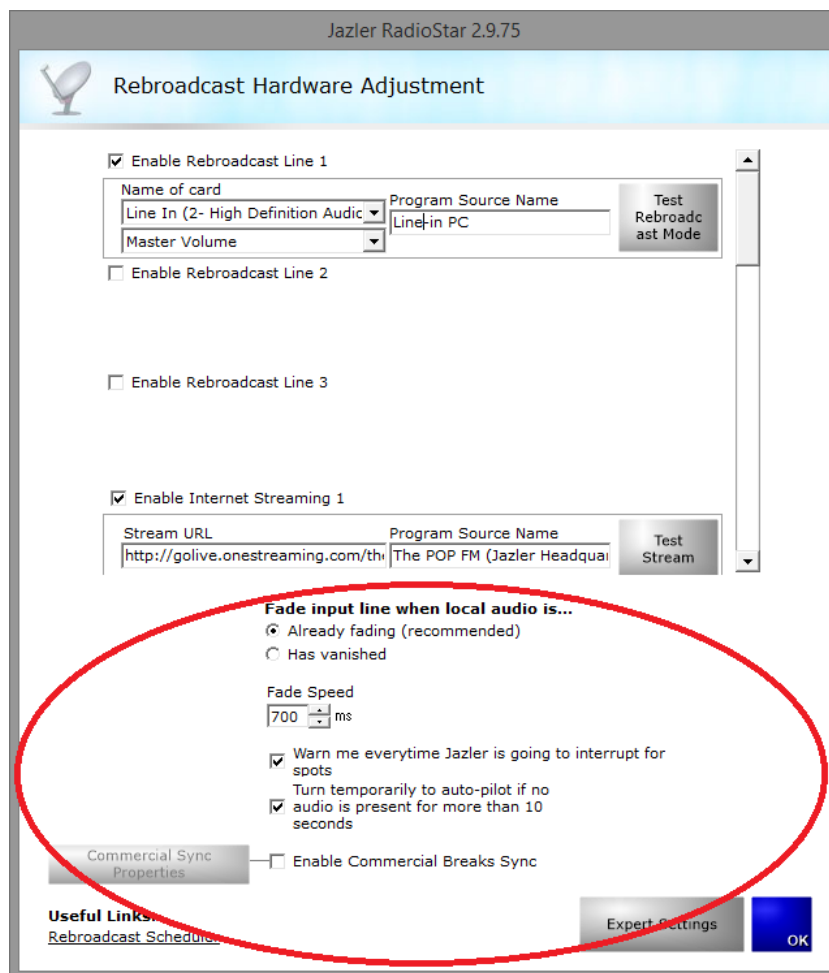 Jazler RadioStar 2.9.75
Rebroadcast Hardware Adjustment
Enable Rebroadcast Line 1
Name of card
Line In (2- High Definition Audic
Master Volume
Program Source Name
Line-in PC
Test
Rebroadc
ast Mode
Enable Rebroadcast Line 2
Enable Rebroadcast Line 3
Enable Internet Streaming 1
Stream URL
http://golive.onestreaming.com/the
Program Source Name
The POP FM (Jazler Headquar
Test
Stream
Fade input line when local audio is...
Already fading (recommended)
Has vanished
Fade Speed
700 ms
Warn me everytime Jazler is going to interrupt for
spots
Turn temporarily to auto-pilot if no
audio is present for more than 10
seconds
Commercial Sync
Properties
Enable Commercial Breaks Sync
Useful Links:
Rebroadcast Scheduler
Expert Settings
OK